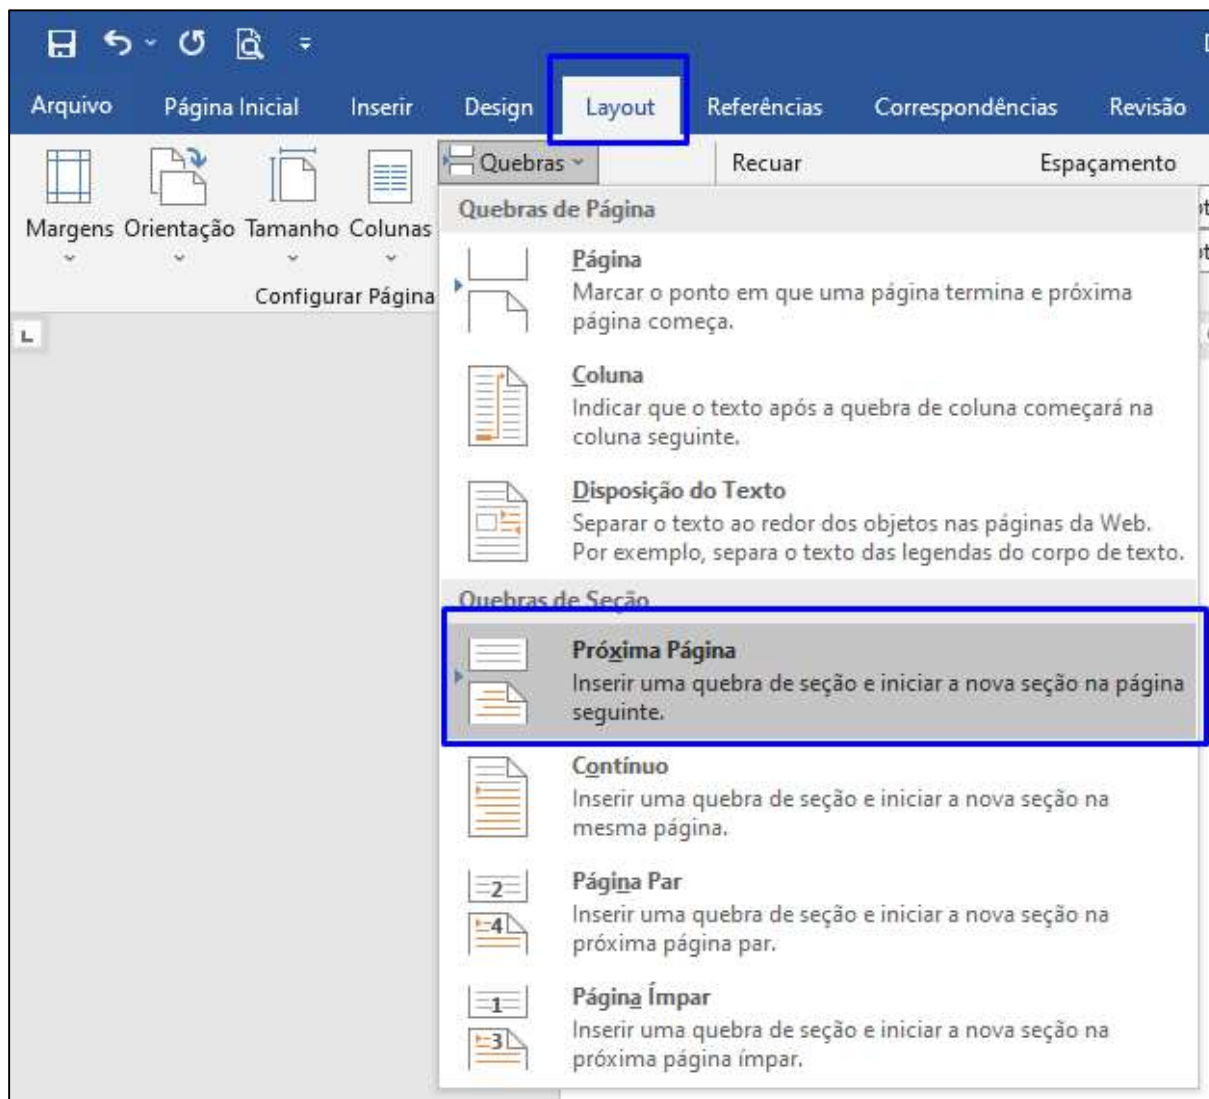 Arquivo Página Inicial Inserir Design Layout Referências Correspondências Revisão
Quebras Recuar Espaçamento
Margens Orientação Tamanho Colunas
Configurar Página
Quebras de Página
Página
Marcar o ponto em que uma página termina e próxima
página começa.
Coluna
Indicar que o texto após a quebra de coluna começará na
coluna seguinte.
Disposição do Texto
Separar o texto ao redor dos objetos nas páginas da Web.
Por exemplo, separa o texto das legendas do corpo de texto.
Quebras de Seção
Próxima Página
Inserir uma quebra de seção e iniciar a nova seção na página
seguinte.
Contínuo
Inserir uma quebra de seção e iniciar a nova seção na
mesma página.
2
4
Página Par
Inserir uma quebra de seção e iniciar a nova seção na
próxima página par.
1
3
Página Ímpar
Inserir uma quebra de seção e iniciar a nova seção na
próxima página ímpar.